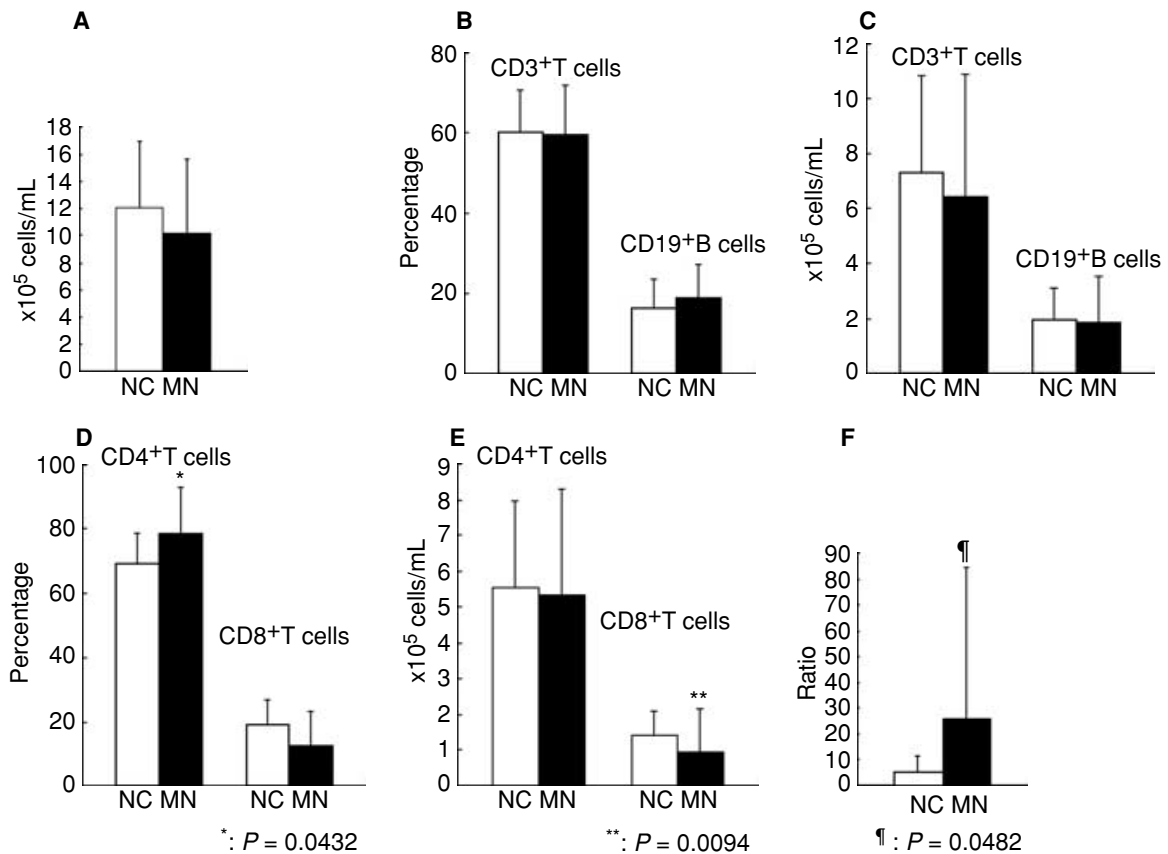 A
x10⁵ cells/mL
18
16
14
12
10
8
6
4
2
0
NC MN
B
Percentage
80
60
40
20
0
CD3⁺T cells
CD19⁺B cells
NC MN
NC MN
C
x10⁵ cells/mL
12
10
8
6
4
2
0
CD3⁺T cells
CD19⁺B cells
NC MN
NC MN
D
Percentage
100
80
60
40
20
0
CD4⁺T cells
*
CD8⁺T cells
NC MN
NC MN
*: P = 0.0432
E
x10⁵ cells/mL
9
8
7
6
5
4
3
2
1
0
CD4⁺T cells
CD8⁺T cells
**
NC MN
NC MN
**: P = 0.0094
F
Ratio
90
80
70
60
50
40
30
20
10
0
¶
NC MN
¶ : P = 0.0482